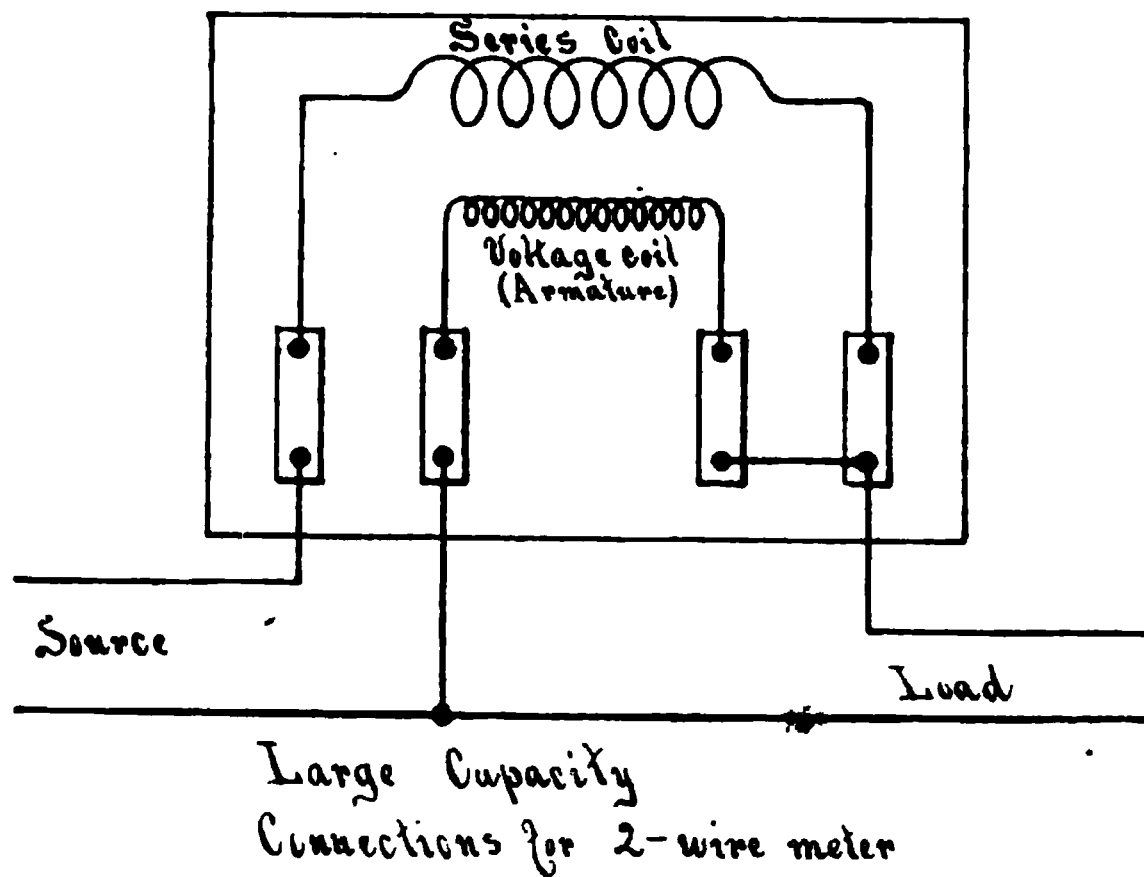 Series Coil
Voltage coil
(Armature)
Source
Load
Large Capacity
Connections for 2-wire meter